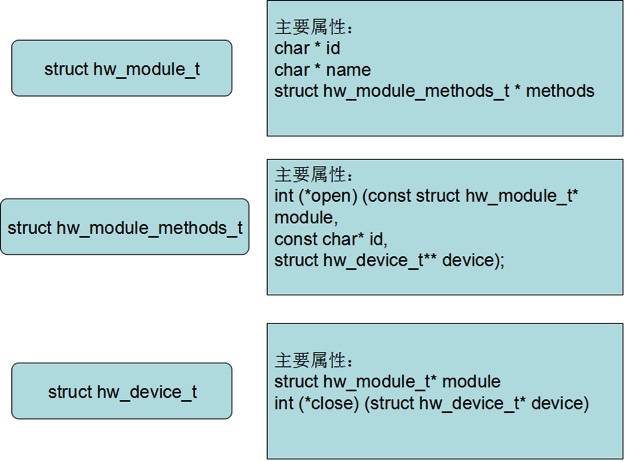 struct hw_module_t
主要属性：
char * id
char * name
struct hw_module_methods_t * methods
struct hw_module_methods_t
主要属性：
int (*open) (const struct hw_module_t*
module,
const char* id,
struct hw_device_t** device);
struct hw_device_t
主要属性：
struct hw_module_t* module
int (*close) (struct hw_device_t* device)